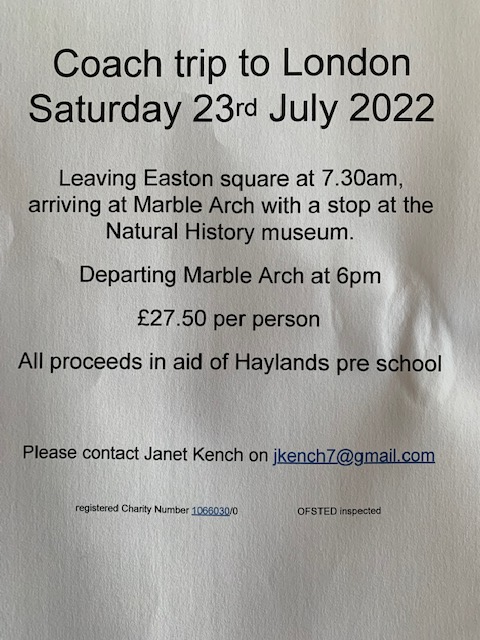 Coach trip to London
Saturday 23rd July 2022
Leaving Easton square at 7.30am,
arriving at Marble Arch with a stop at the
Natural History museum.
Departing Marble Arch at 6pm
£27.50 per person
All proceeds in aid of Haylands pre school
Please contact Janet Kench on jkench7@gmail.com
registered Charity Number 1066030/0 OFSTED inspected